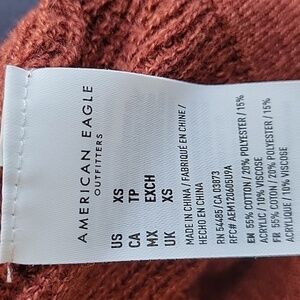 AMERICAN EAGLE
OUTFITTERS
US XS
CA TP
MX EXCH
UK XS
MADE IN CHINA / FABRIQUÉ EN CHINE /
HECHO EN CHINA
RN 54485/CA 03873
RFC# AEM120605U9A
EN 55% COTTON / 20% POLYESTER / 15%
ACRYLIC / 10% VISCOSE
FR 55% COTON / 20% POLYESTER / 15%
ACRYLIQUE / 10% VISCOSE